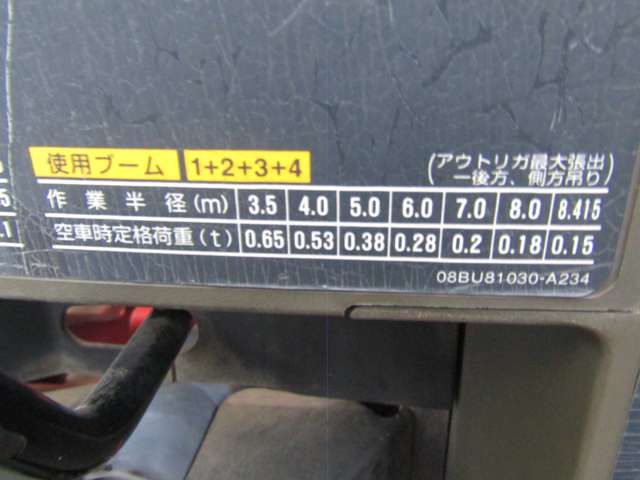 使用ブーム 1+2+3+4 (アウトリガ最大張出
一後方、側方吊り)
作業半径(m) 3.5 4.0 5.0 6.0 7.0 8.0 8.415
空車時定格荷重(t) 0.65 0.53 0.38 0.28 0.2 0.18 0.15
08BU81030-A234